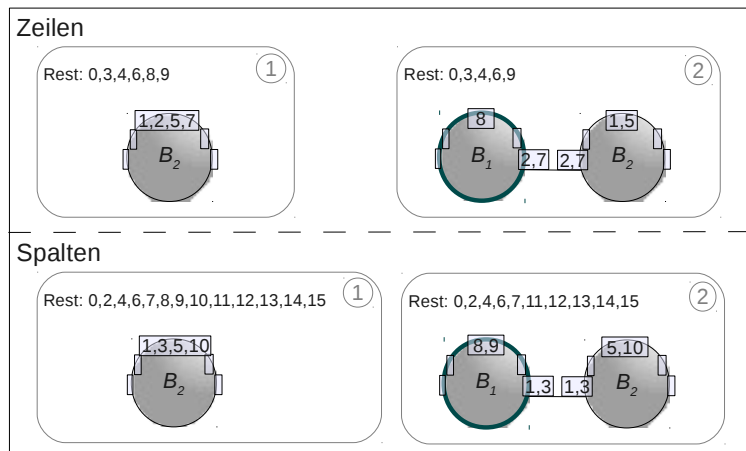 Zeilen
Rest: 0,3,4,6,8,9
1
1,2,5,7
B2
Rest: 0,3,4,6,9
2
8
1,5
2,7
2,7
B1
B2
Spalten
Rest: 0,2,4,6,7,8,9,10,11,12,13,14,15
1
1,3,5,10
B2
Rest: 0,2,4,6,7,11,12,13,14,15
2
8,9
5,10
B1
1,3
1,3
B2